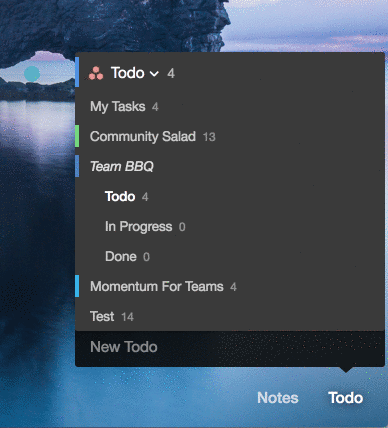 Todo 4
My Tasks 4
Community Salad 13
Team BBQ
Todo 4
In Progress 0
Done 0
Momentum For Teams 4
Test 14
New Todo
Notes Todo